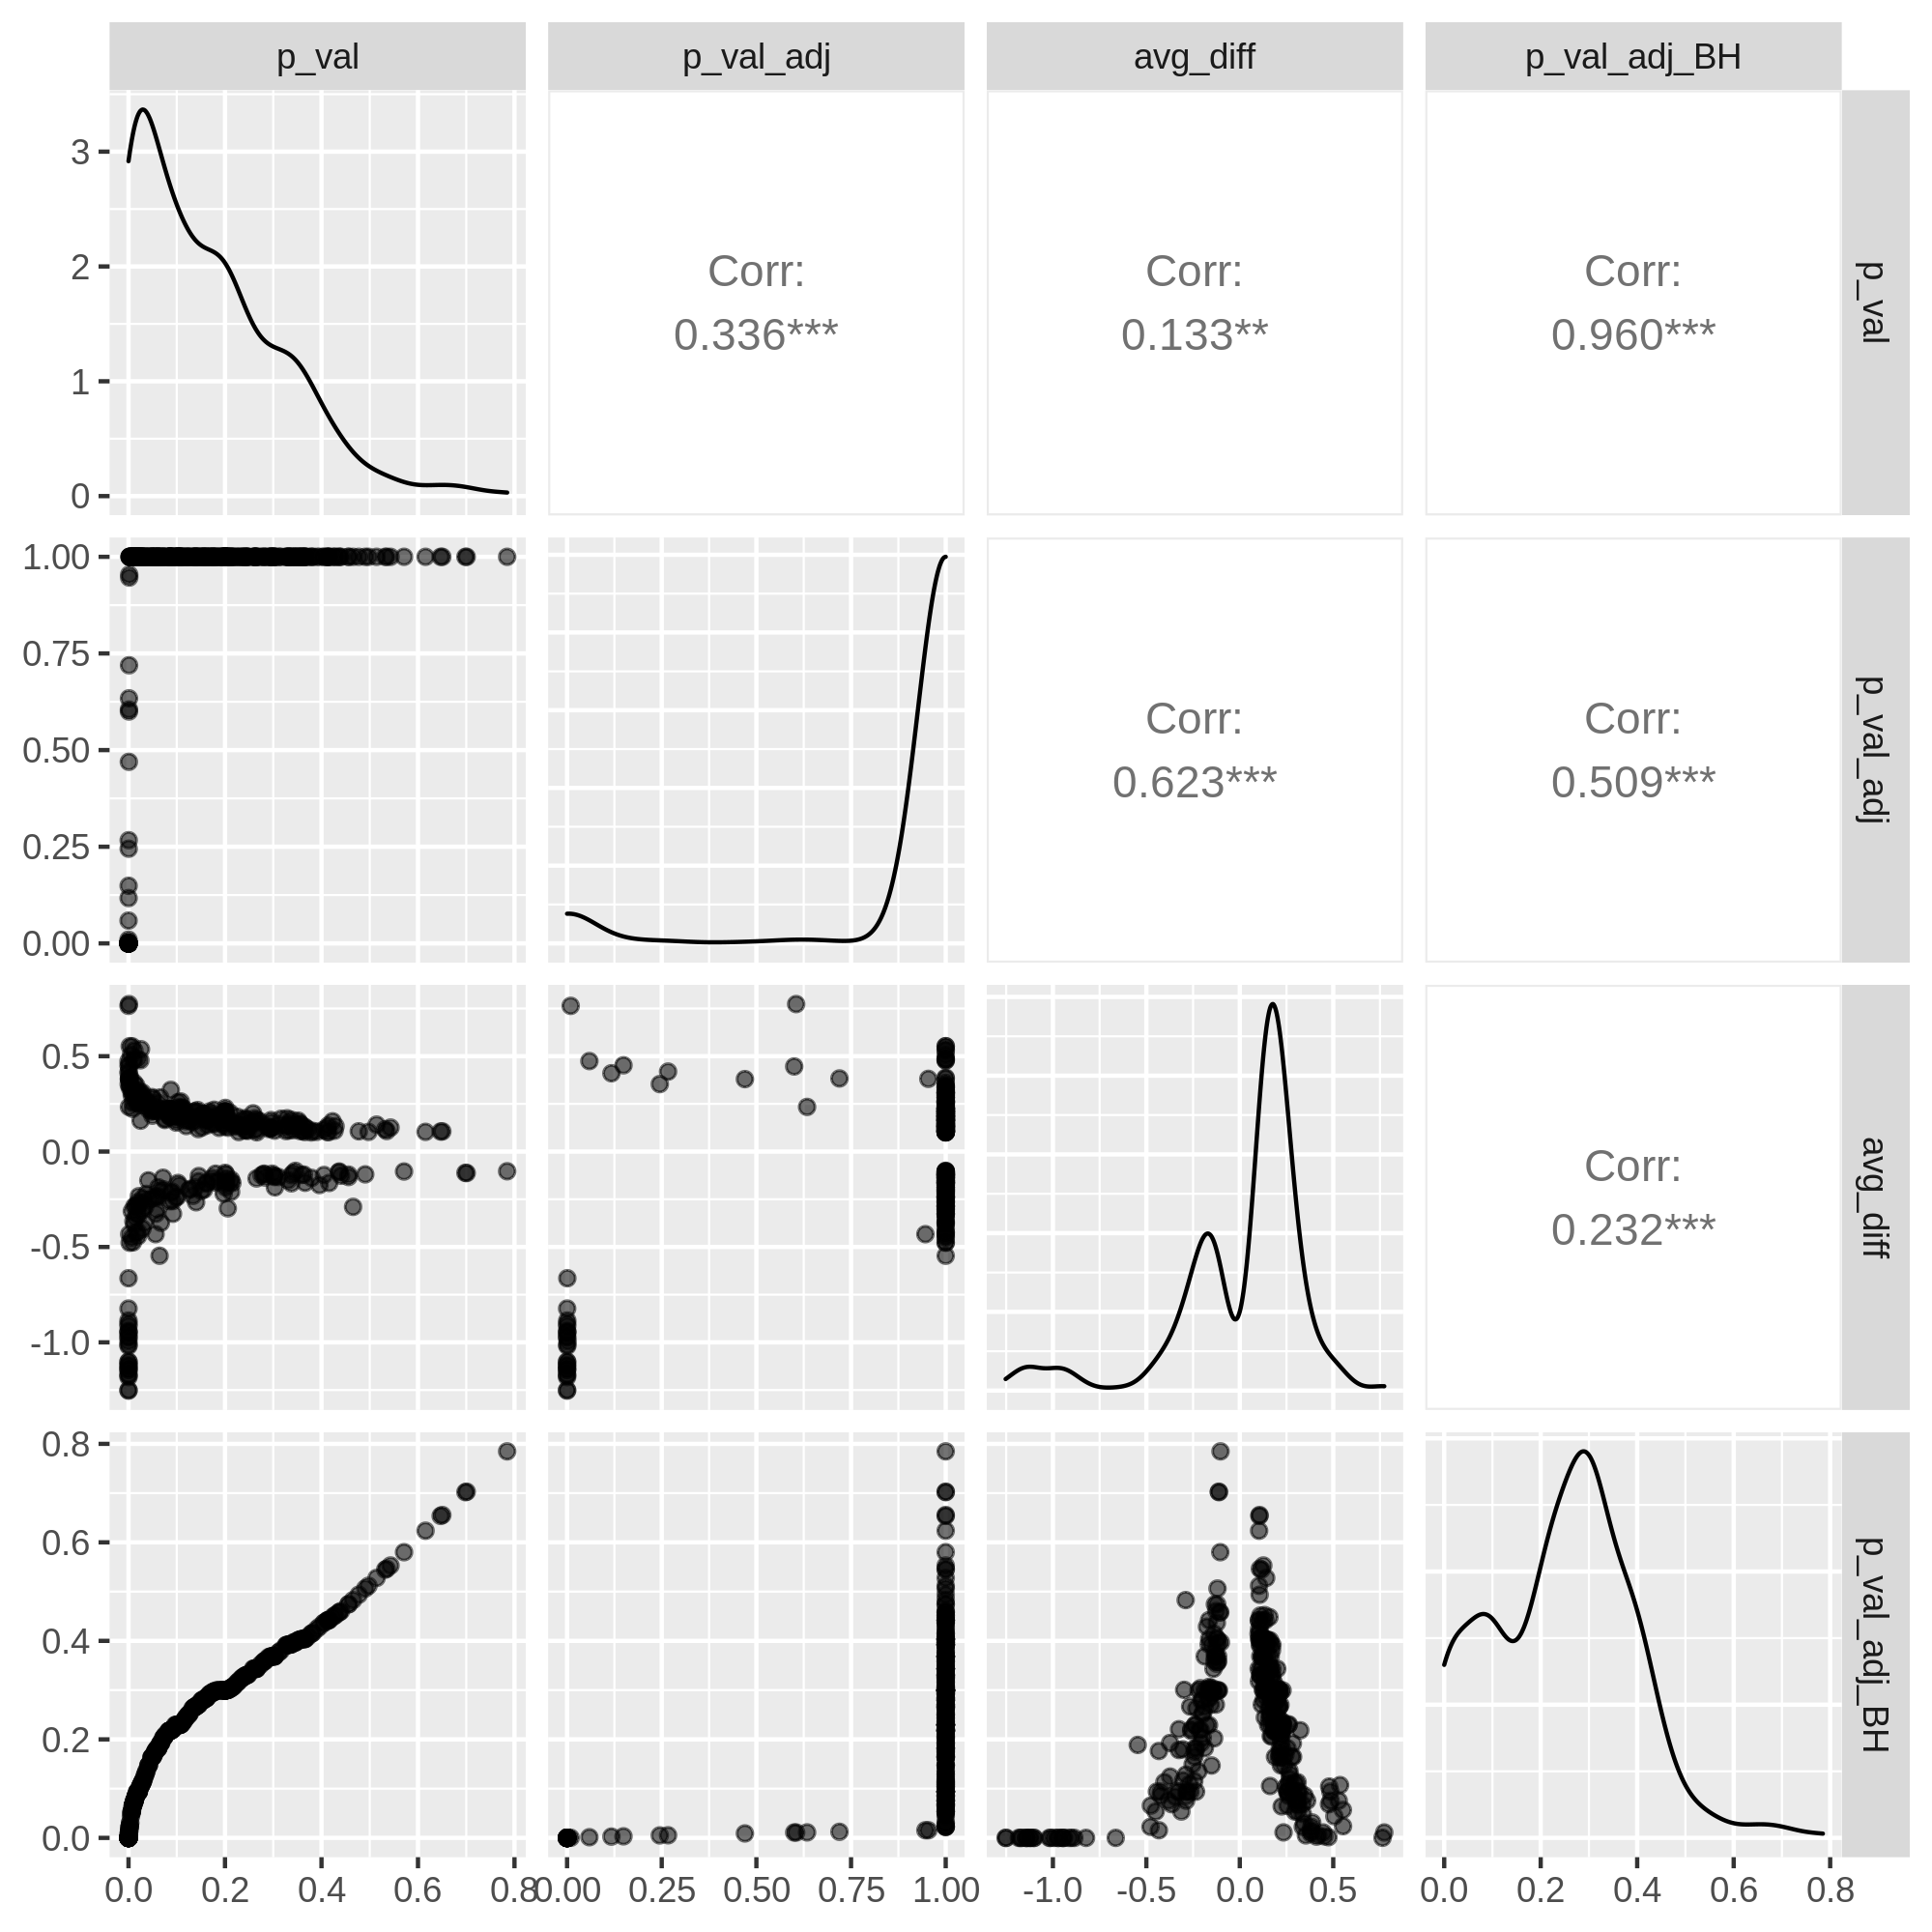 p_val p_val_adj avg_diff p_val_adj_BH
3
2
1
0
Corr:
0.336***
Corr:
0.133**
Corr:
0.960***
p_val
1.00
0.75
0.50
0.25
0.00
Corr:
0.623***
Corr:
0.509***
p_val_adj
0.5
0.0
-0.5
-1.0
Corr:
0.232***
avg_diff
0.8
0.6
0.4
0.2
0.0
p_val_adj_BH
0.0 0.2 0.4 0.6 0.8
0.00 0.25 0.50 0.75 1.00
-1.0 -0.5 0.0 0.5
0.0 0.2 0.4 0.6 0.8